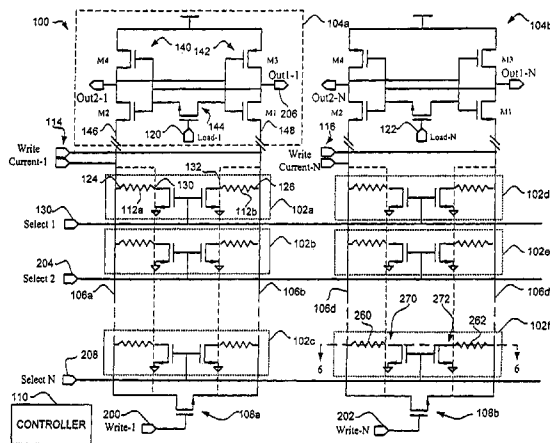 100
104a
104b
M4
140
142
M3
M4
M3
Out2-1
Out1-1
206
Out2-N
Out1-N
114
M2
146
144
120
Load-1
M1
148
M2
116
122
Load-N
M1
Write
Current-1
Write
Current-N
124
132
130
126
112a
112b
102a
102d
130
Select 1
102b
102e
204
Select 2
106a
106b
106d
106d
260
270
272
262
102c
102f
208
Select N
6
6
110
CONTROLLER
200
Write-1
108a
202
Write-N
108b